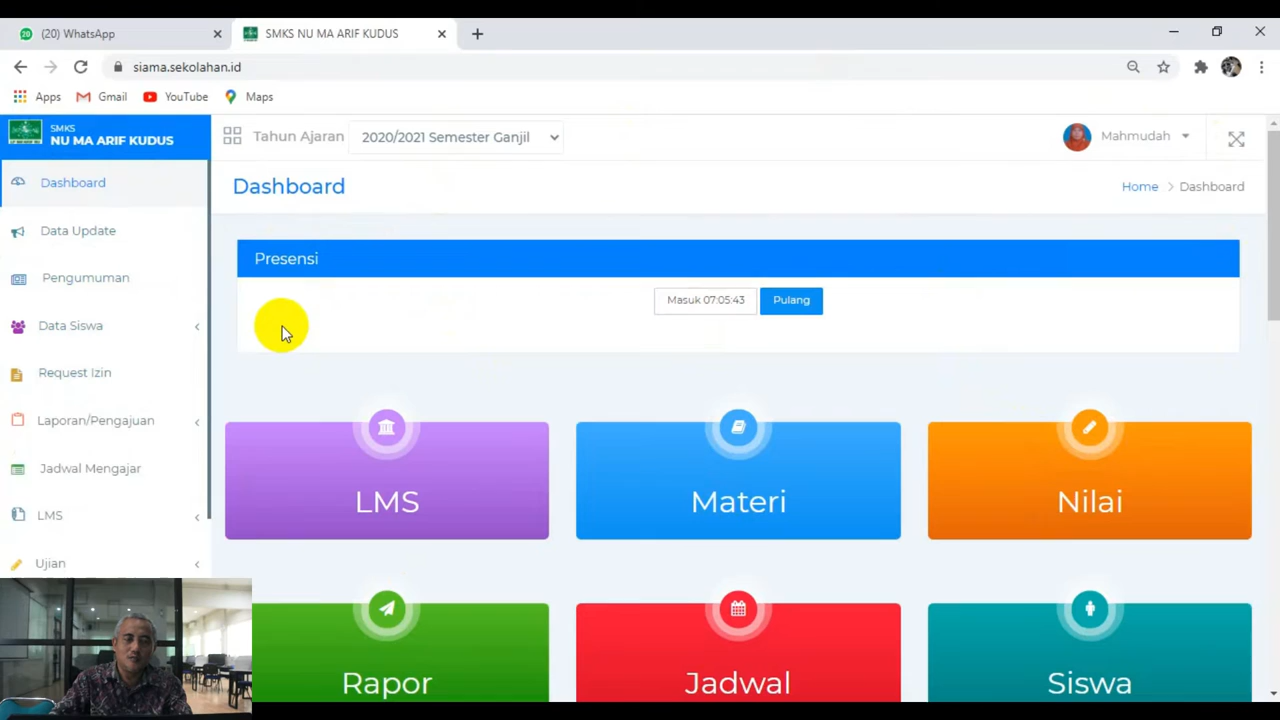 20
(20) WhatsApp
SMKS NU MA ARIF KUDUS
siama.sekolahan.id
Apps
Gmail
YouTube
Maps
SMKS
NU MA ARIF KUDUS
Tahun Ajaran
2020/2021 Semester Ganjil
Mahmudah
Dashboard
Dashboard
Home > Dashboard
Data Update
Pengumuman
Data Siswa
Request Izin
Laporan/Pengajuan
Jadwal Mengajar
LMS
Ujian
Presensi
Masuk 07:05:43
Pulang
LMS
Materi
Nilai
Rapor
Jadwal
Siswa